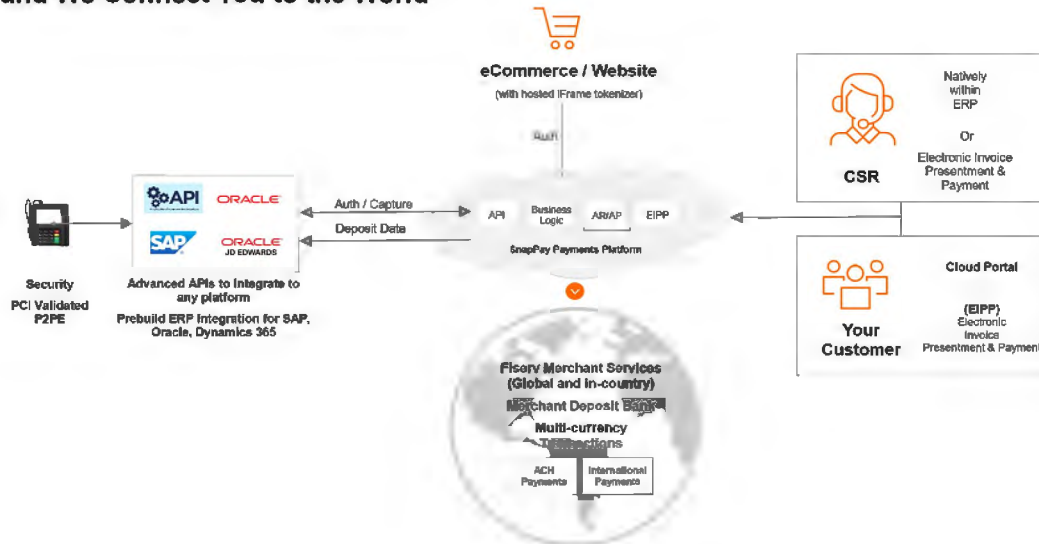 and We Connect You to the World
eCommerce / Website
(with hosted iFrame tokenizer)
Auth
Natively
within
ERP
Or
Electronic Invoice
Presentment &
Payment
CSR
API
ORACLE
SAP
ORACLE
JD EDWARDS
Auth / Capture
Deposit Data
API
Business
Logic
AR/AP
EIPP
SnapPay Payments Platform
Security
PCI Validated
P2PE
Advanced APIs to Integrate to
any platform
Prebuild ERP Integration for SAP,
Oracle, Dynamics 365
Cloud Portal
(EIPP)
Electronic
Invoice
Presentment & Payment
Your
Customer
Fiserv Merchant Services
(Global and in-country)
Merchant Deposit Bank
Multi-currency
Transactions
ACH
Payments
International
Payments